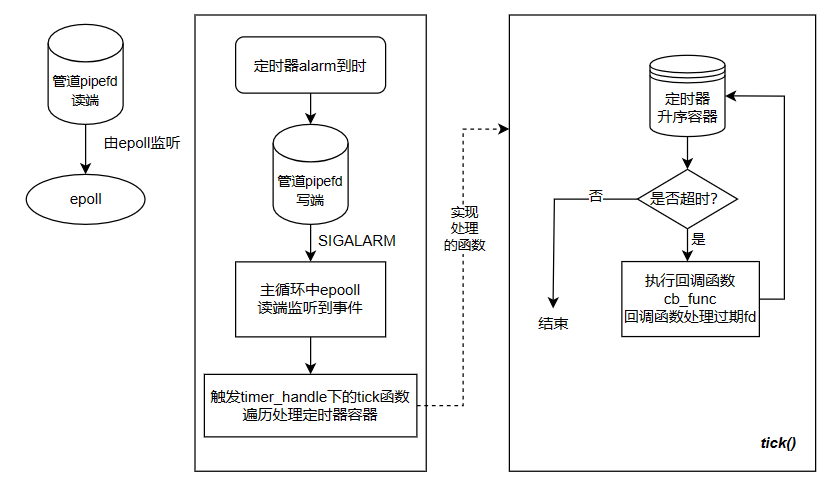 管道pipefd
读端
由epoll监听
epoll
定时器alarm到时
管道pipefd
写端
SIGALARM
主循环中epooll
读端监听到事件
触发timer_handle下的tick函数
遍历处理定时器容器
实现
处理
的函数
定时器
升序容器
是否超时?
否
是
执行回调函数
cb_func
回调函数处理过期fd
结束
tick()